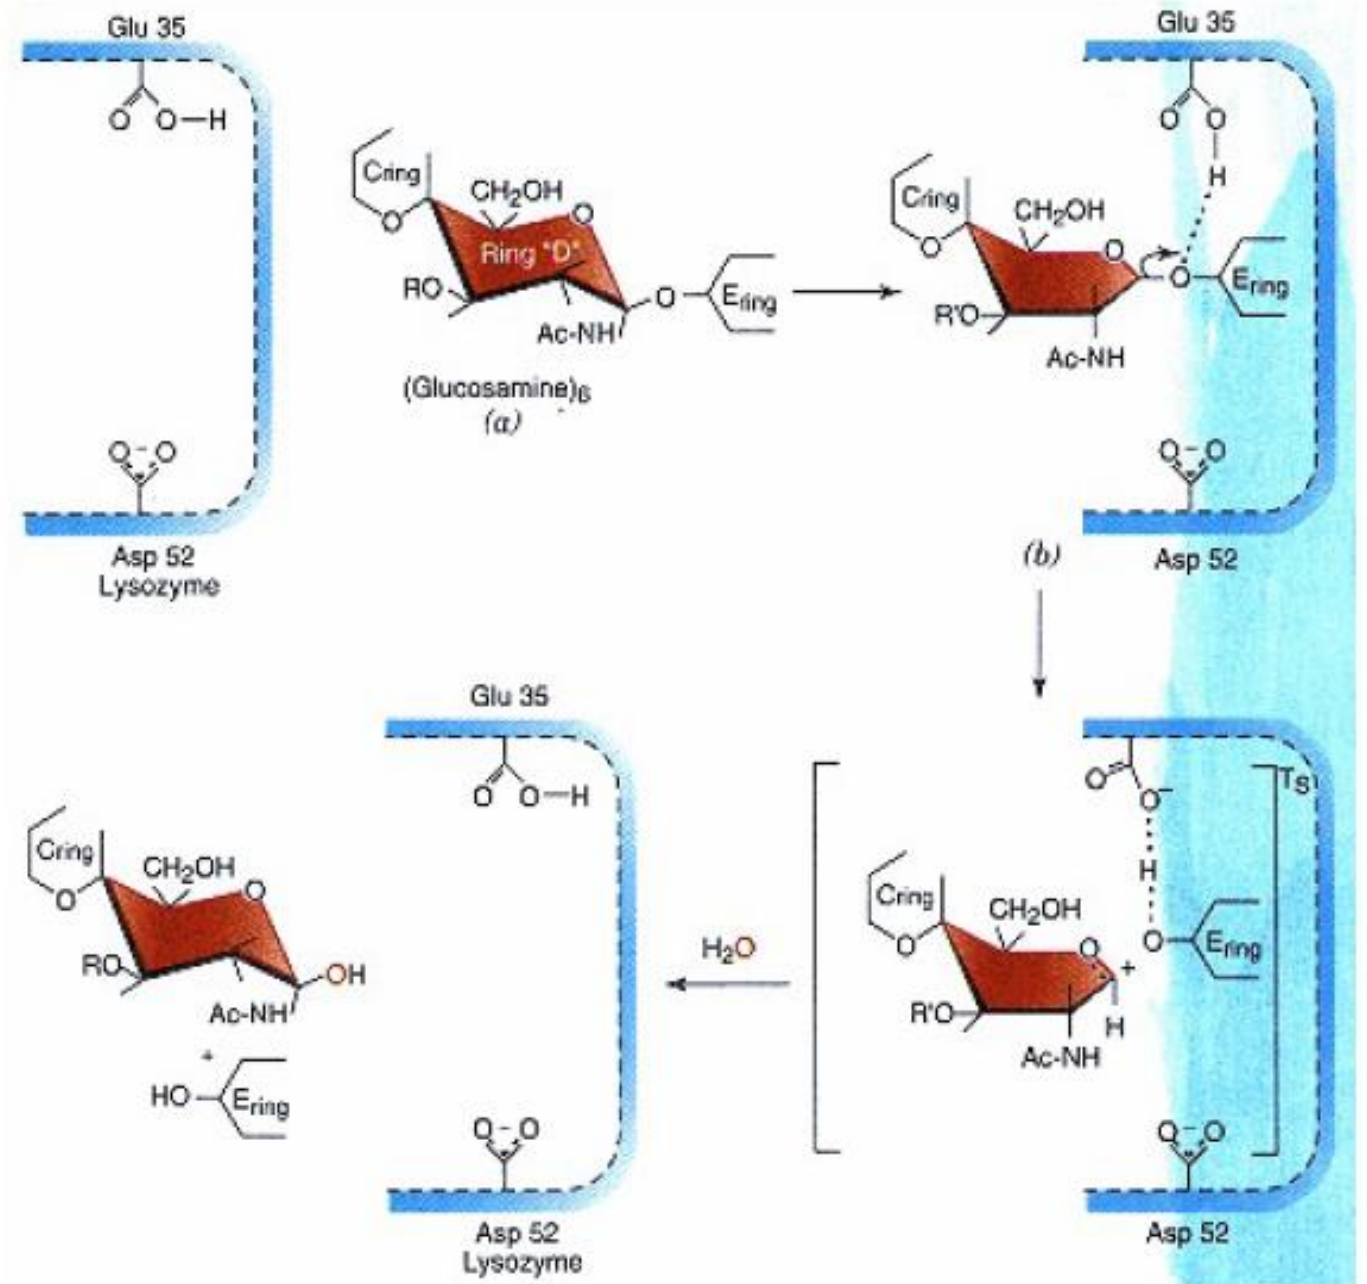 Glu 35
O
O—H
O - O
Asp 52
Lysozyme
Cring
O
CH2OH
O
Ring "D"
RO
Ac-NH
O
Ering
(Glucosamine)6
(a)
Glu 35
O
O
H
Cring
O
CH2OH
O
O
Ering
R'O
Ac-NH
O - O
Asp 52
(b)
O
O-
H
O
Ering
Ts
Cring
O
CH2OH
O
+
H
R'O
Ac-NH
O - O
Asp 52
H2O
Glu 35
O
O—H
O - O
Asp 52
Lysozyme
Cring
O
CH2OH
O
RO
OH
Ac-NH
+
HO
Ering